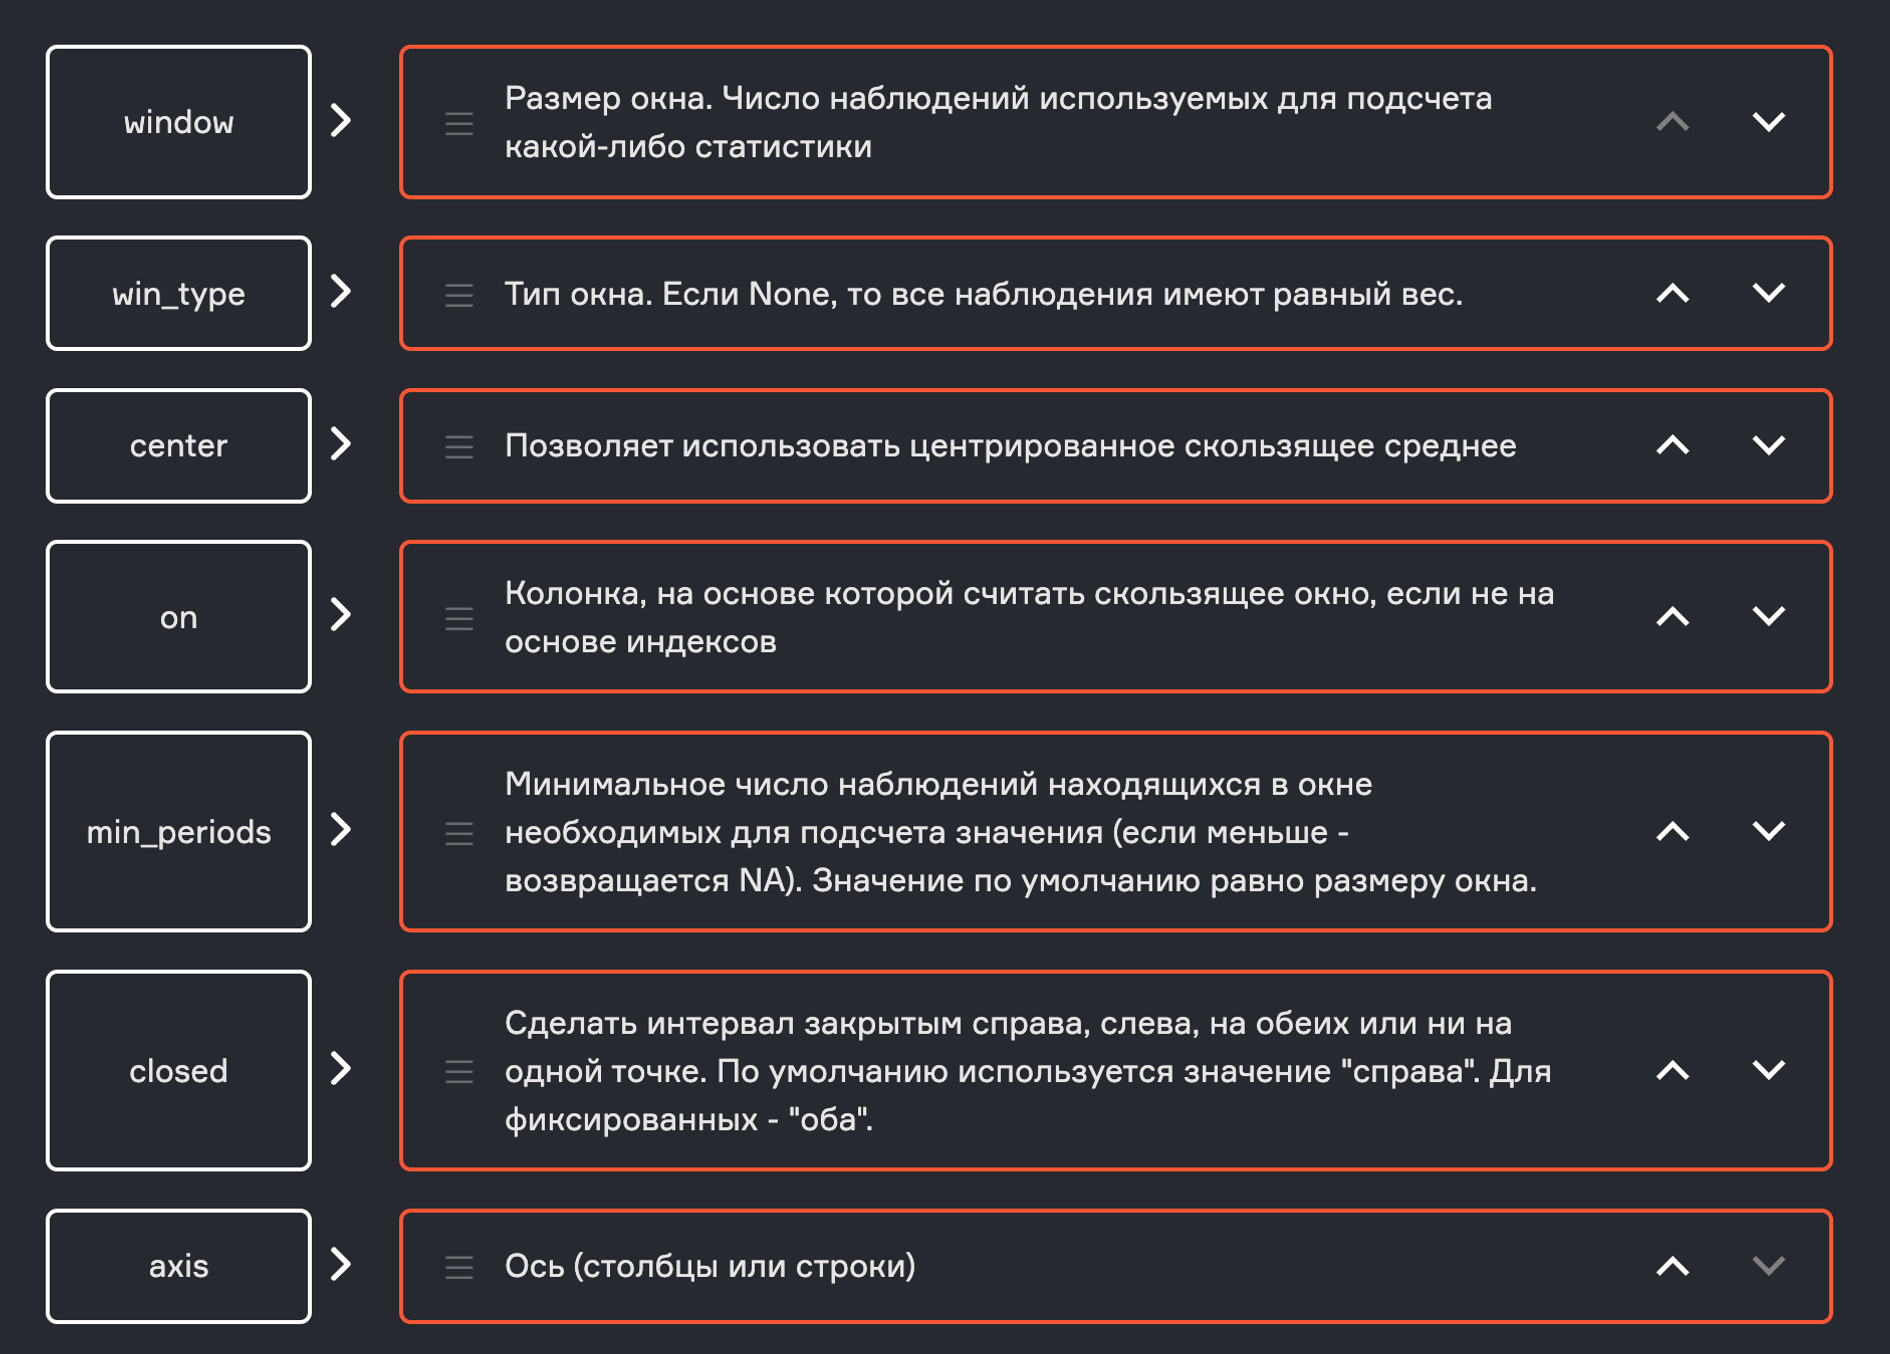 window
Размер окна. Число наблюдений используемых для подсчета
какой-либо статистики
win_type
Тип окна. Если None, то все наблюдения имеют равный вес.
center
Позволяет использовать центрированное скользящее среднее
on
Колонка, на основе которой считать скользящее окно, если не на
основе индексов
min_periods
Минимальное число наблюдений находящихся в окне
необходимых для подсчета значения (если меньше -
возвращается NA). Значение по умолчанию равно размеру окна.
closed
Сделать интервал закрытым справа, слева, на обеих или ни на
одной точке. По умолчанию используется значение "справа". Для
фиксированных - "оба".
axis
Ось (столбцы или строки)